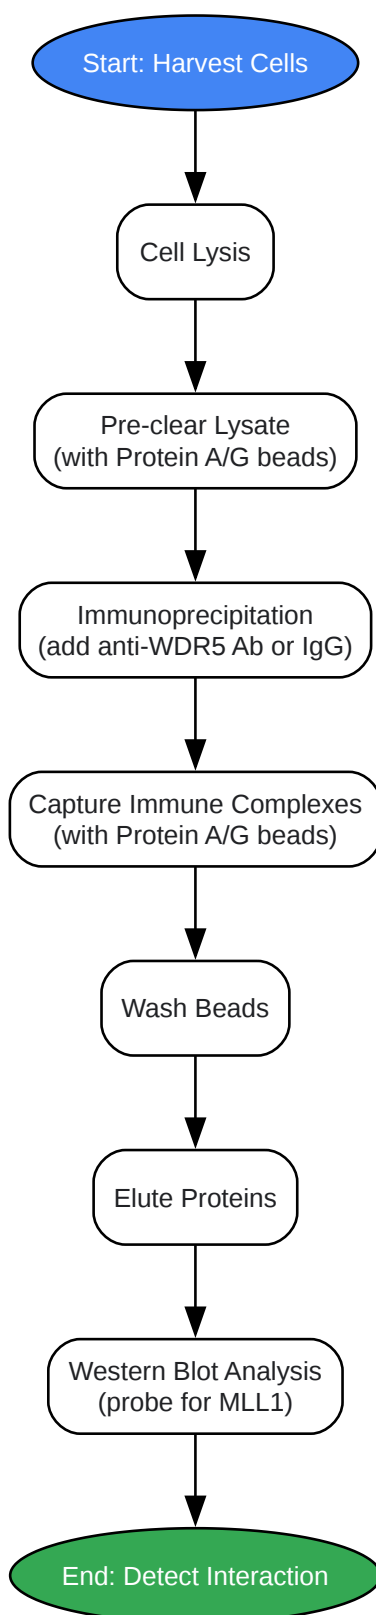 Start: Harvest Cells
Cell Lysis
Pre-clear Lysate
(with Protein A/G beads)
Immunoprecipitation
(add anti-WDR5 Ab or IgG)
Capture Immune Complexes
(with Protein A/G beads)
Wash Beads
Elute Proteins
Western Blot Analysis
(probe for MLL1)
End: Detect Interaction